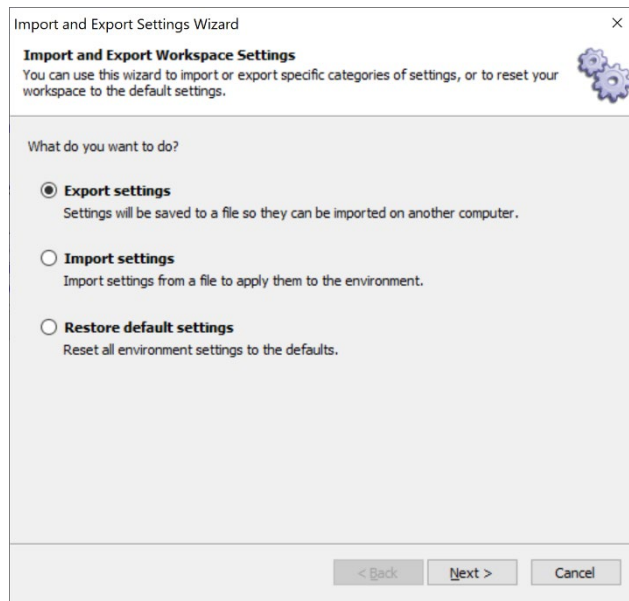 Import and Export Settings Wizard
Import and Export Workspace Settings
You can use this wizard to import or export specific categories of settings, or to reset your
workspace to the default settings.
What do you want to do?
Export settings
Settings will be saved to a file so they can be imported on another computer.
Import settings
Import settings from a file to apply them to the environment.
Restore default settings
Reset all environment settings to the defaults.
< Back Next > Cancel